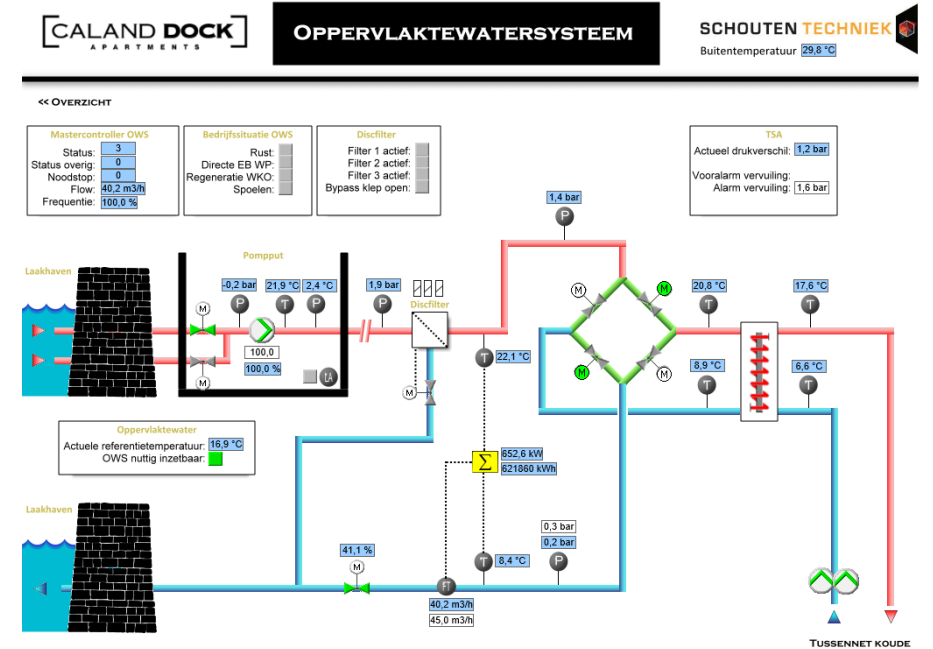 CALAND DOCK
APARTMENTS
OPPERVLAKTEWATERSYSTEEM
SCHOUTEN TECHNIEK
Buitentemperatuur 29,8 °C
<< OVERZICHT
Mastercontroller OWS
Status: 3
Status overig: 0
Noodstop: 0
Flow: 40,2 m3/h
Frequentie: 100,0 %
Bedrijfssituatie OWS
Rust:
Directe EB WP:
Regeneratie WKO:
Spoelen:
Discfilter
Filter 1 actief:
Filter 2 actief:
Filter 3 actief:
Bypass klep open:
TSA
Actueel drukverschil: 1,2 bar
Vooralarm vervuiling:
Alarm vervuiling: 1,6 bar
1,4 bar
P
Pompput
Laakhaven
-0,2 bar
21,9 °C
2,4 °C
1,9 bar
P
T
P
P
M
Discfilter
M
M
20,8 °C
17,6 °C
T
T
100,0
100,0 %
M
tA
T
22,1 °C
M
M
M
8,9 °C
6,6 °C
T
T
Oppervlaktewater
Actuele referentietemperatuur: 16,9 °C
OWS nuttig inzetbaar:
Σ
652,6 kW
621860 kWh
Laakhaven
0,3 bar
0,2 bar
41,1 %
M
T
8,4 °C
P
FT
40,2 m3/h
45,0 m3/h
TUSSENNET KOUDE